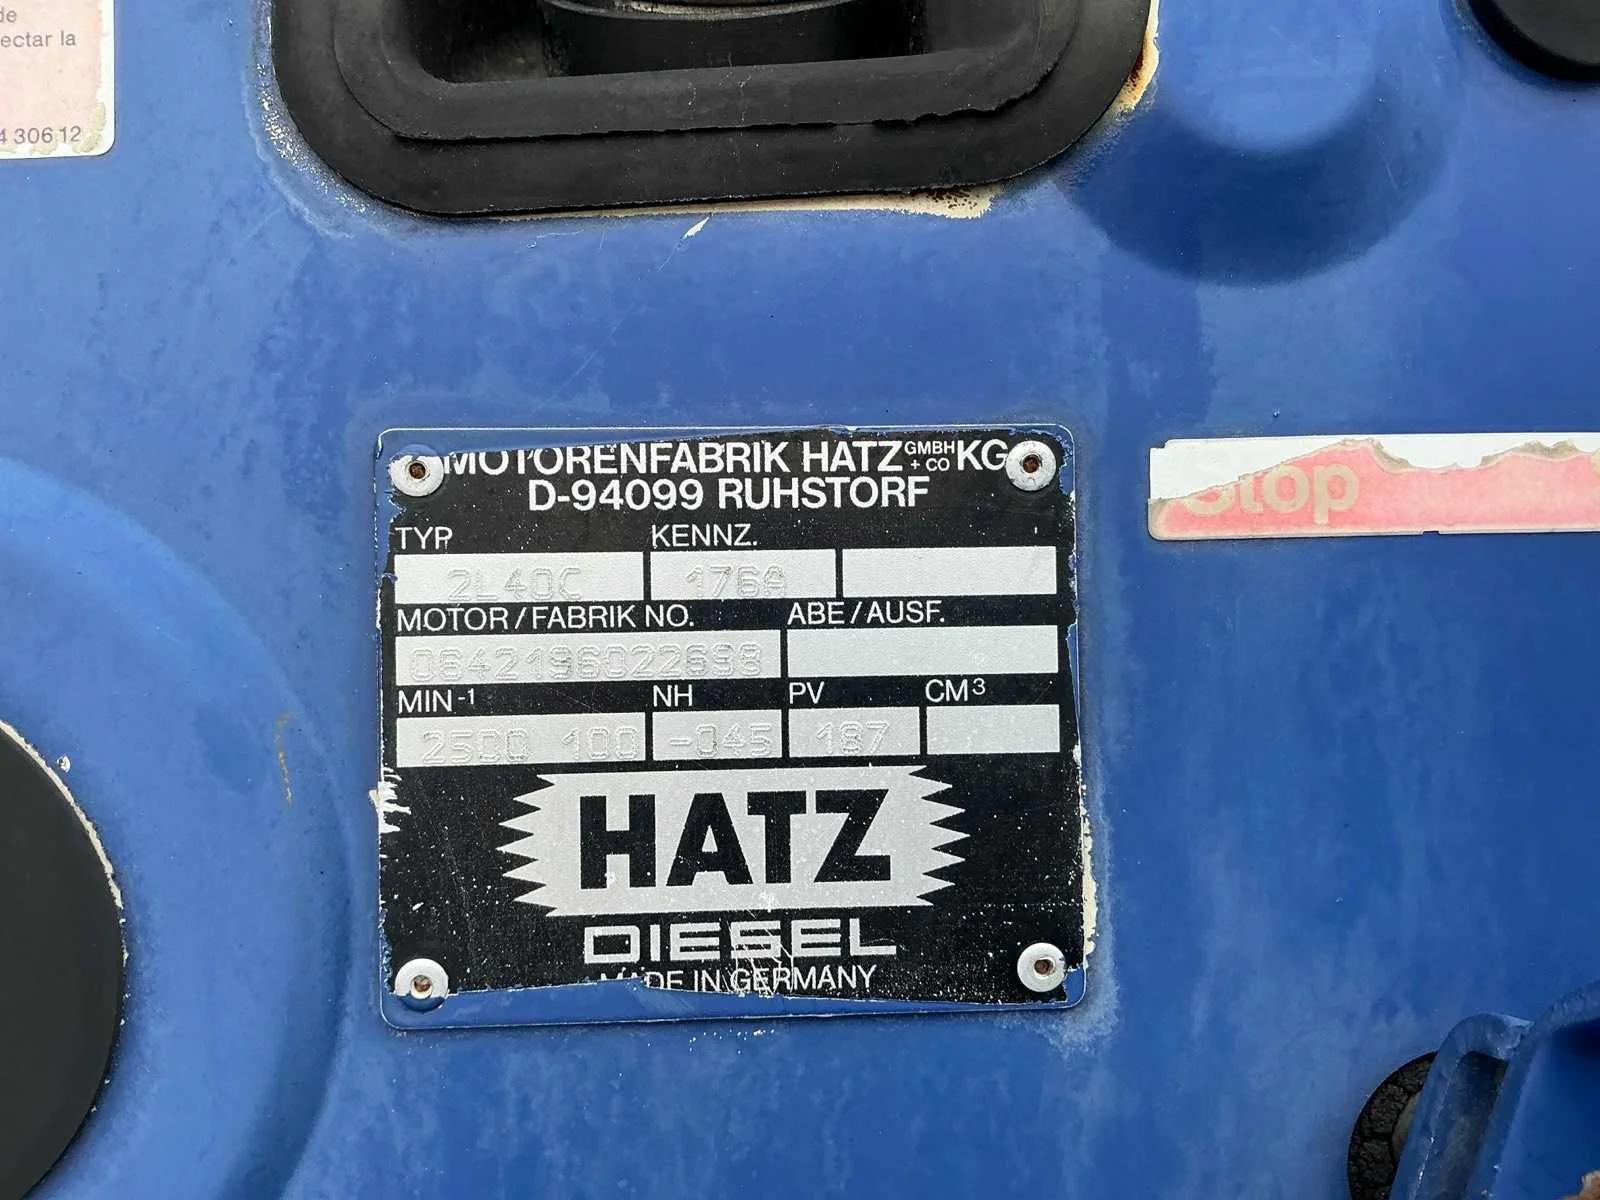 de
ectar la
4 306 12
MOTORENFABRIK HATZ GMBH + CO KG
D-94099 RUHSTORF
TYP KENNZ.
2L40C 176A
MOTOR/FABRIK NO. ABE/AUSF.
0642196022698
MIN-1 NH PV CM3
2500 100 -045 187
HATZ
DIESEL
MADE IN GERMANY
Stop